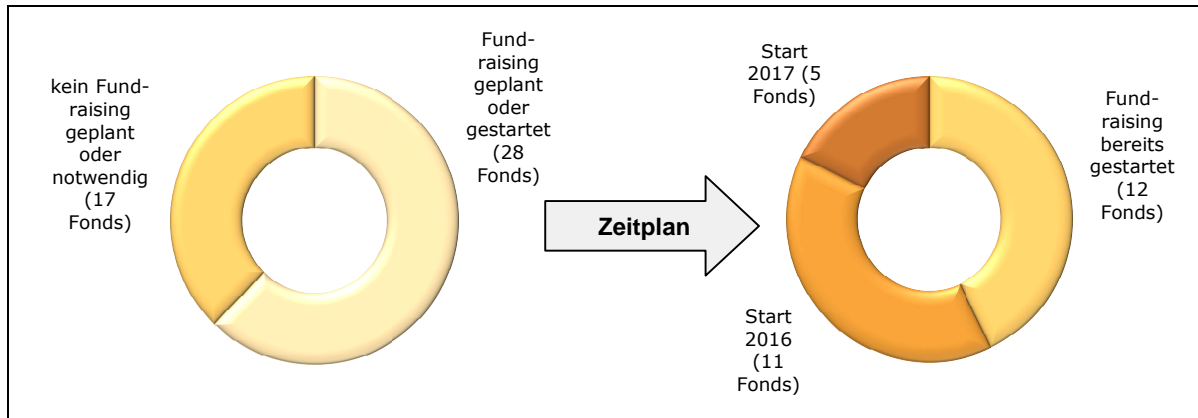 kein Fund-
raising
geplant
oder
notwendig
(17
Fonds)
Fund-
raising
geplant
oder
gestartet
(28
Fonds)
Zeitplan
Start
2017 (5
Fonds)
Fund-
raising
bereits
gestartet
(12
Fonds)
Start
2016
(11
Fonds)